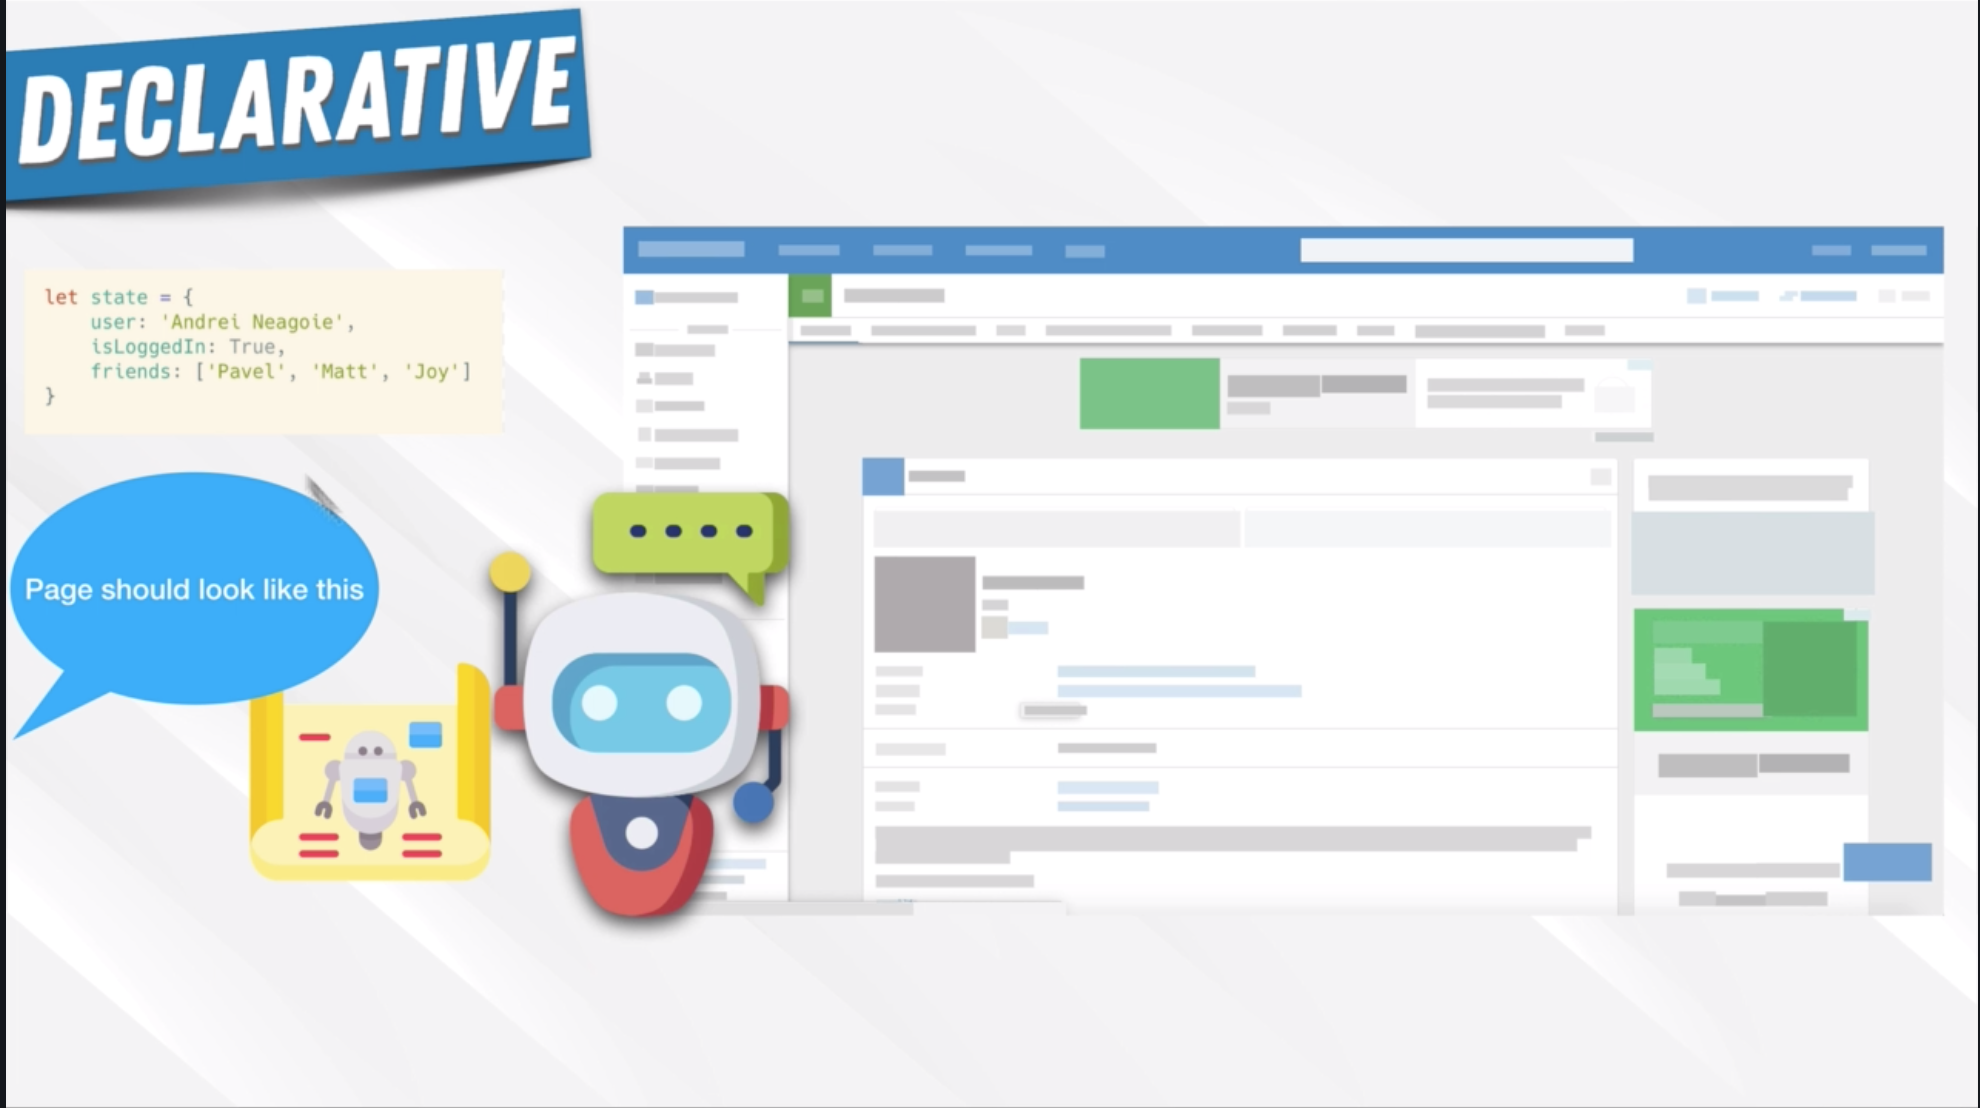 DECLARATIVE
let state = {
    user: 'Andrei Neagoie',
    isLoggedIn: True,
    friends: ['Pavel', 'Matt', 'Joy']
}
Page should look like this